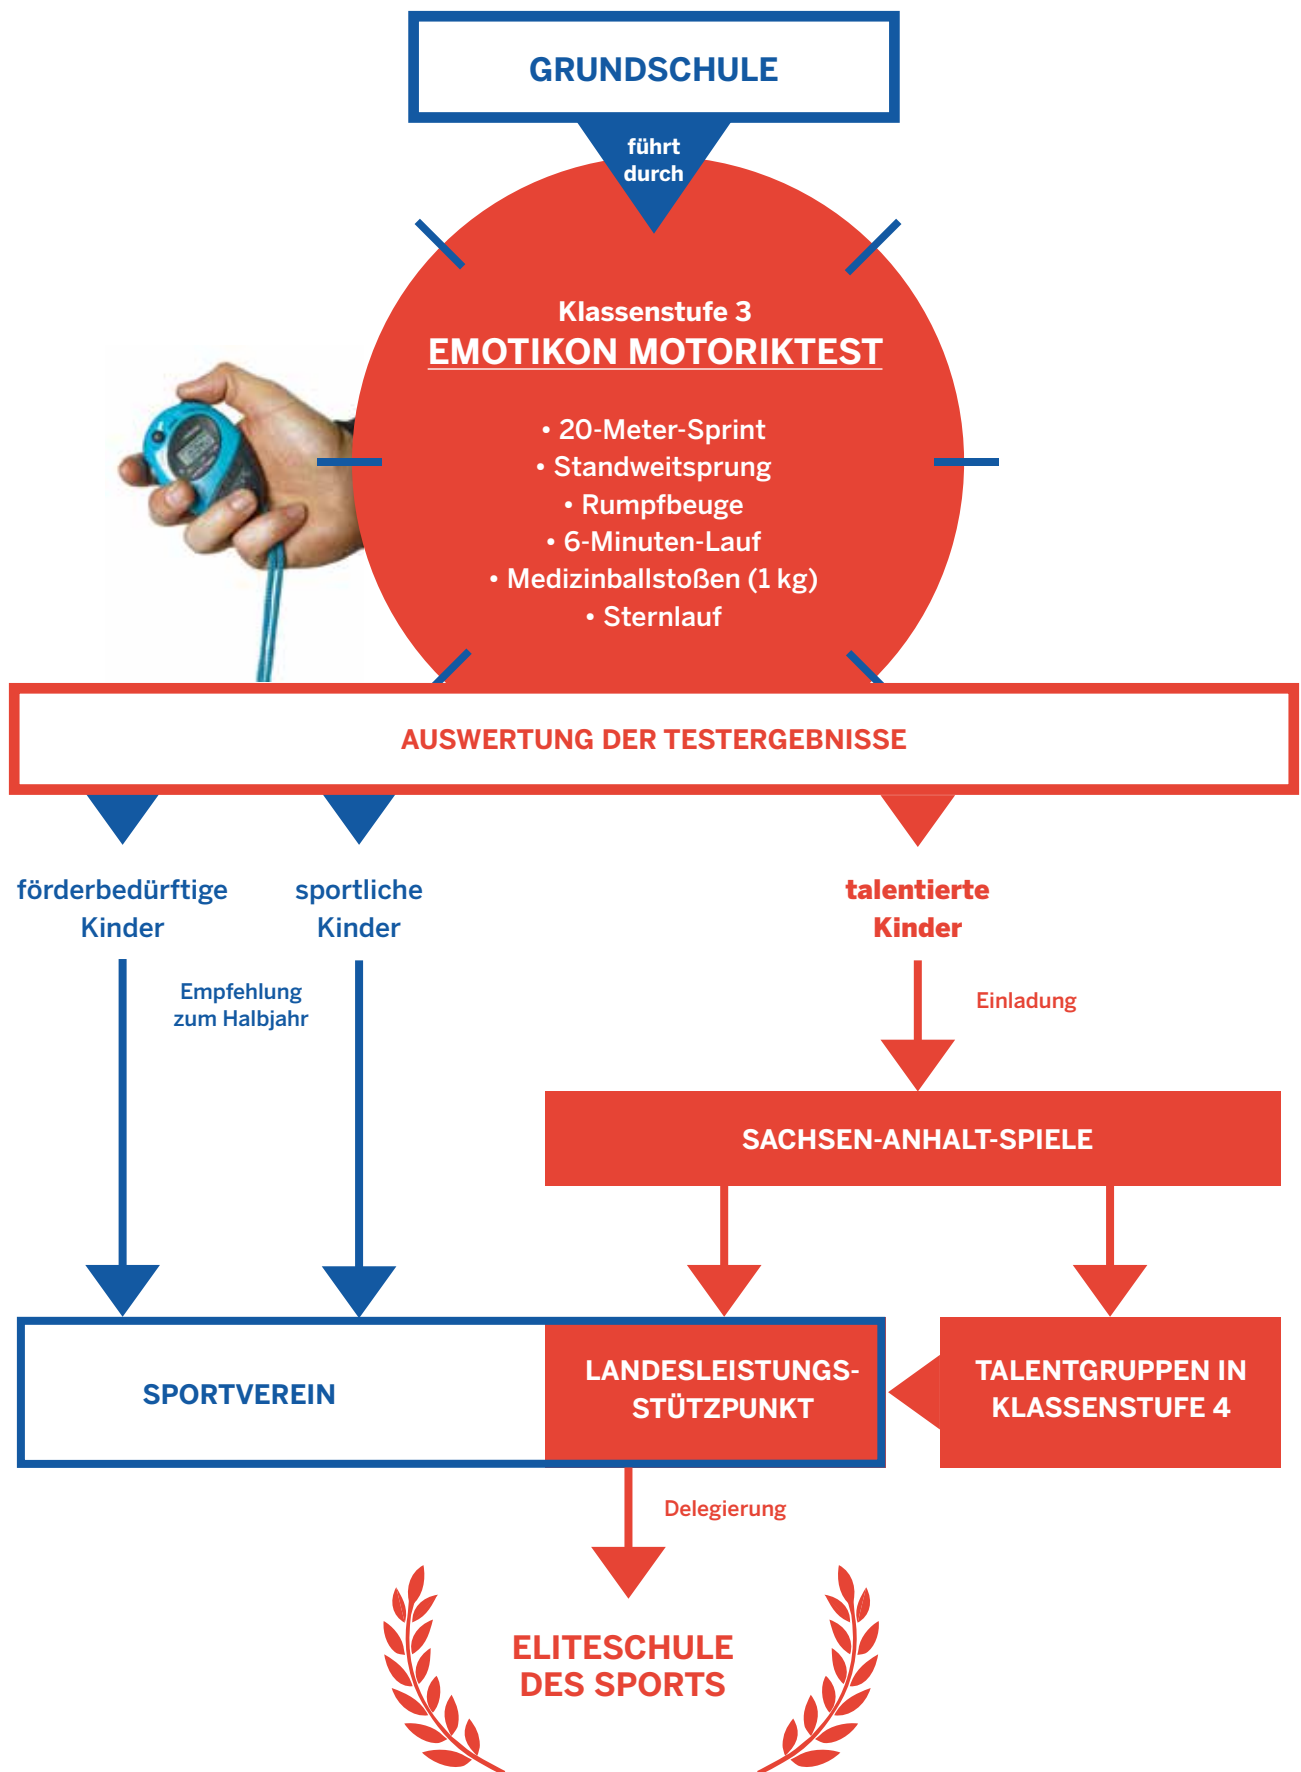 GRUNDSCHULE
führt
durch
Klassenstufe 3
EMOTIKON MOTORIKTEST
• 20-Meter-Sprint
• Standweitsprung
• Rumpfbeuge
• 6-Minuten-Lauf
• Medizinballstoßen (1 kg)
• Sternlauf
AUSWERTUNG DER TESTERGEBNISSE
förderbedürftige
Kinder
sportliche
Kinder
talentierte
Kinder
Empfehlung
zum Halbjahr
Einladung
SACHSEN-ANHALT-SPIELE
SPORTVEREIN
LANDESLEISTUNGS-
STÜTZPUNKT
TALENTGRUPPEN IN
KLASSENSTUFE 4
Delegierung
ELITESCHULE
DES SPORTS